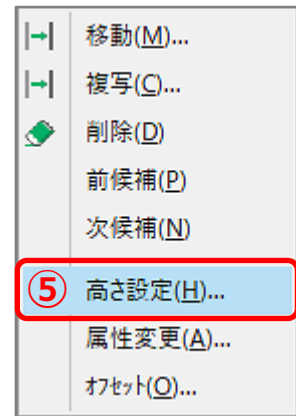 移動(M)...
複写(C)...
削除(D)
前候補(P)
次候補(N)
⑤ 高さ設定(H)...
属性変更(A)...
ｵﾌｾｯﾄ(O)...